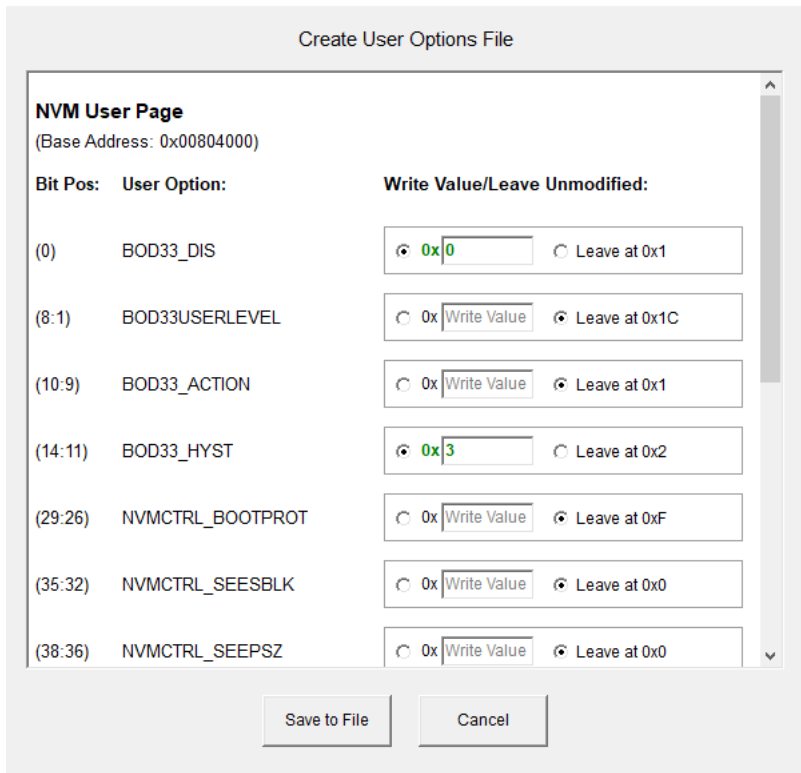 Create User Options File
NVM User Page
(Base Address: 0x00804000)
Bit Pos: User Option: Write Value/Leave Unmodified:
(0) BOD33_DIS 0x 0 Leave at 0x1
(8:1) BOD33USERLEVEL 0x Write Value Leave at 0x1C
(10:9) BOD33_ACTION 0x Write Value Leave at 0x1
(14:11) BOD33_HYST 0x 3 Leave at 0x2
(29:26) NVMCTRL_BOOTPROT 0x Write Value Leave at 0xF
(35:32) NVMCTRL_SEESBLK 0x Write Value Leave at 0x0
(38:36) NVMCTRL_SEEPSZ 0x Write Value Leave at 0x0
Save to File Cancel